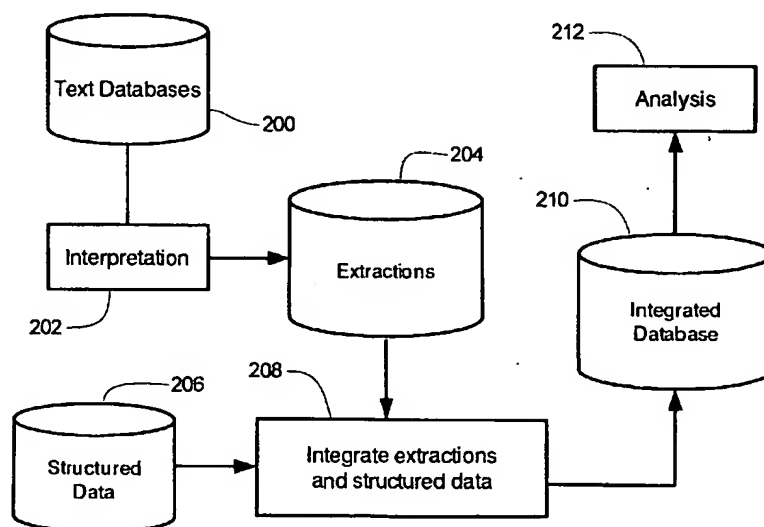 212
Text Databases
Analysis
200
204
210
Interpretation
Extractions
Integrated
Database
202
206
208
Structured
Data
Integrate extractions
and structured data